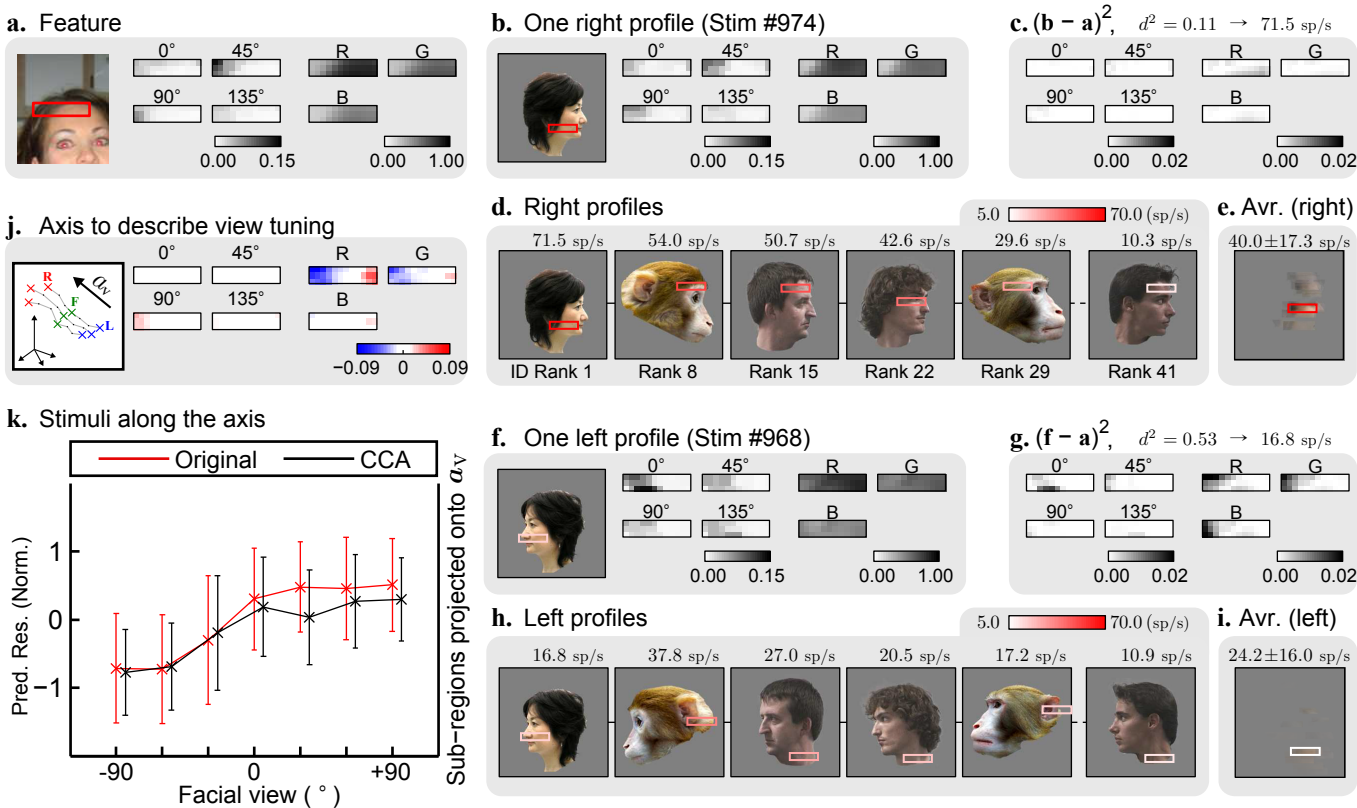 a. Feature
0° 45° R G
90° 135° B
0.00 0.15 0.00 1.00
b. One right profile (Stim #974)
0° 45° R G
90° 135° B
0.00 0.15 0.00 1.00
c. (b − a)², d² = 0.11 → 71.5 sp/s
0° 45° R G
90° 135° B
0.00 0.02 0.00 0.02
j. Axis to describe view tuning
R F L a_V
0° 45° R G
90° 135° B
−0.09 0 0.09
d. Right profiles
5.0 70.0 (sp/s)
71.5 sp/s 54.0 sp/s 50.7 sp/s 42.6 sp/s 29.6 sp/s 10.3 sp/s
ID Rank 1 Rank 8 Rank 15 Rank 22 Rank 29 Rank 41
e. Avr. (right)
40.0±17.3 sp/s
k. Stimuli along the axis
Original CCA
Pred. Res. (Norm.)
1
0
−1
-90 0 +90
Facial view ( ° )
Sub-regions projected onto a_V
f. One left profile (Stim #968)
0° 45° R G
90° 135° B
0.00 0.15 0.00 1.00
g. (f − a)², d² = 0.53 → 16.8 sp/s
0° 45° R G
90° 135° B
0.00 0.02 0.00 0.02
h. Left profiles
5.0 70.0 (sp/s)
16.8 sp/s 37.8 sp/s 27.0 sp/s 20.5 sp/s 17.2 sp/s 10.9 sp/s
i. Avr. (left)
24.2±16.0 sp/s